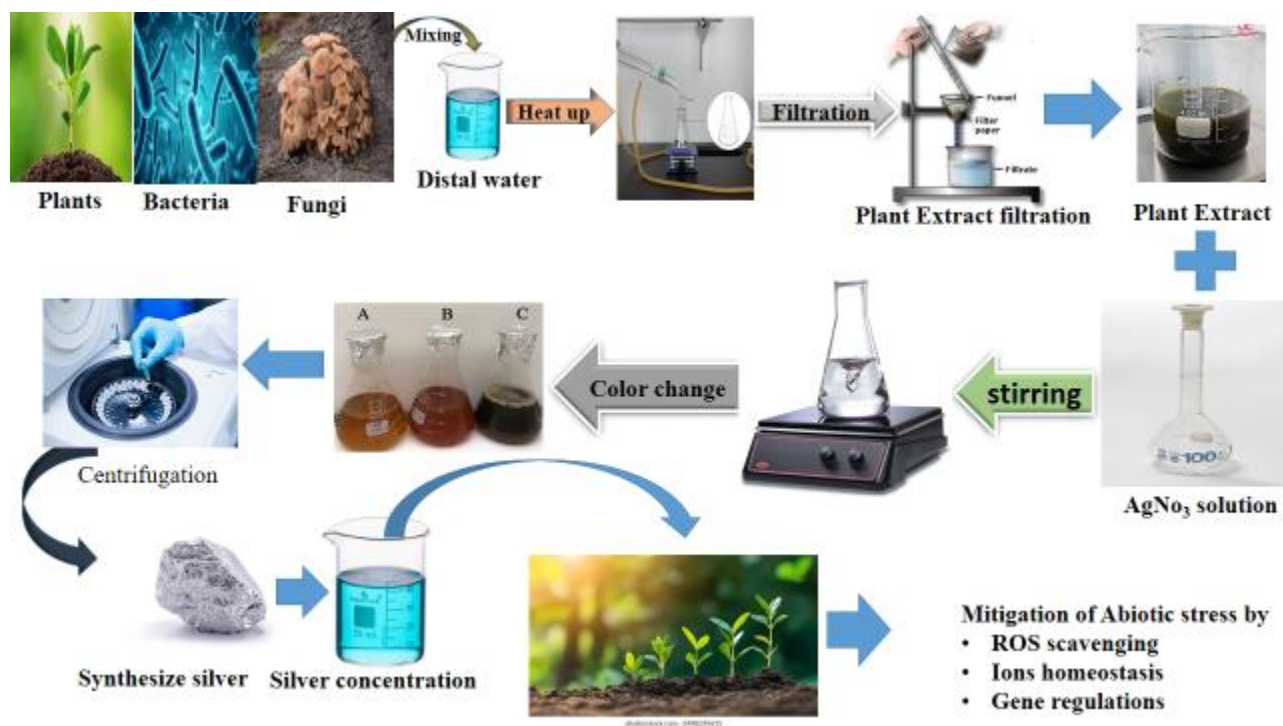 Plants
Bacteria
Fungi
Mixing
Distal water
Heat up
Filtration
Funnel
Filter
paper
Filtrate
Plant Extract filtration
Plant Extract
AgNo₃ solution
100
stirring
Color change
A
B
C
Centrifugation
Synthesize silver
Silver concentration
Mitigation of Abiotic stress by
• ROS scavenging
• Ions homeostasis
• Gene regulations